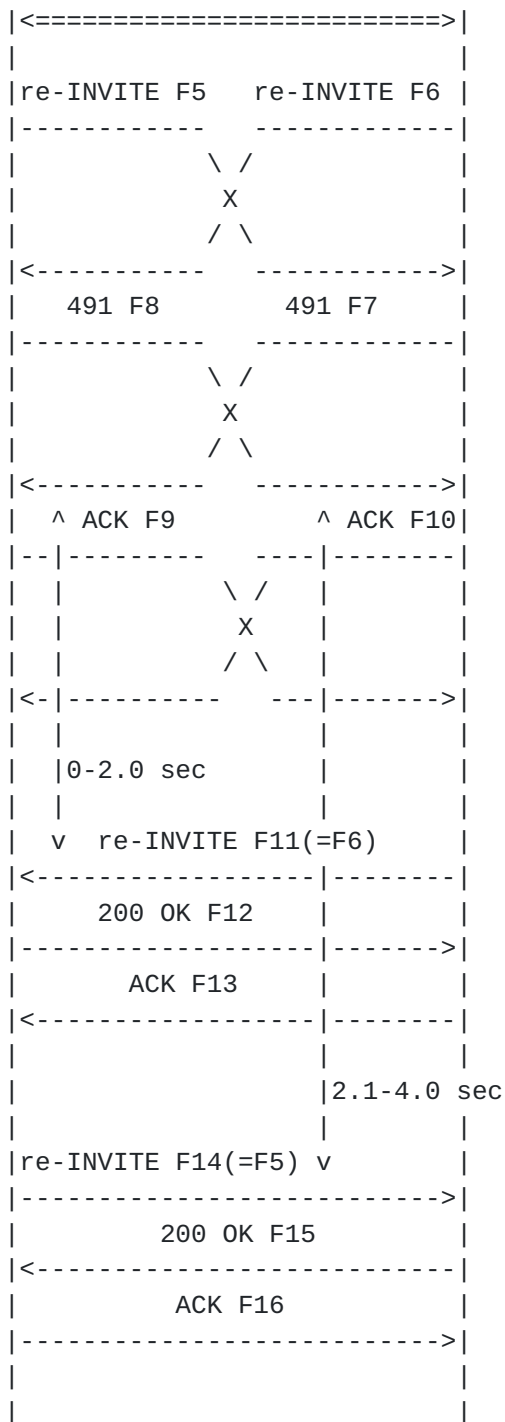 |<==========================>|
|                            |
|re-INVITE F5   re-INVITE F6 |
|------------   -------------|
|            \ /             |
|             X              |
|            / \             |
|<-----------   ------------>|
|   491 F8        491 F7     |
|------------   -------------|
|            \ /             |
|             X              |
|            / \             |
|<-----------   ------------>|
|  ^ ACK F9         ^ ACK F10|
|--|---------   ----|--------|
|  |          \ /   |        |
|  |           X    |        |
|  |          / \   |        |
|<-|----------   ---|------->|
|  |                |        |
|  |0-2.0 sec       |        |
|  |                |        |
|  v  re-INVITE F11(=F6)     |
|<------------------|--------|
|     200 OK F12    |        |
|-------------------|------->|
|       ACK F13     |        |
|<------------------|--------|
|                   |        |
|                   |2.1-4.0 sec
|                   |        |
|re-INVITE F14(=F5) v        |
|--------------------------->|
|         200 OK F15         |
|<---------------------------|
|          ACK F16           |
|--------------------------->|
|                            |
|                            |